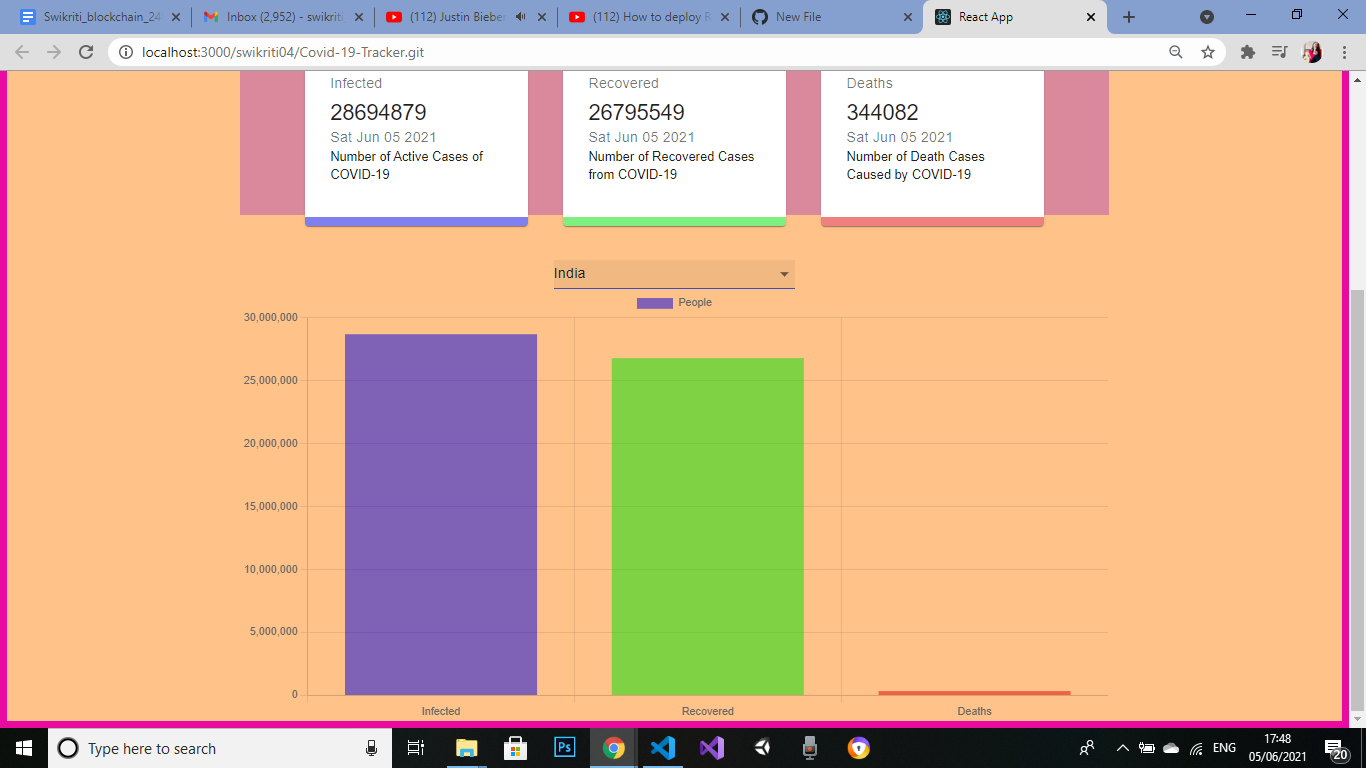 Swikriti_blockchain_24
Inbox (2,952) - swikriti
(112) Justin Bieber
(112) How to deploy R
New File
React App
localhost:3000/swikriti04/Covid-19-Tracker.git
Infected
28694879
Sat Jun 05 2021
Number of Active Cases of
COVID-19
Recovered
26795549
Sat Jun 05 2021
Number of Recovered Cases
from COVID-19
Deaths
344082
Sat Jun 05 2021
Number of Death Cases
Caused by COVID-19
India
People
30,000,000
25,000,000
20,000,000
15,000,000
10,000,000
5,000,000
0
Infected
Recovered
Deaths
Type here to search
Ps
ENG
17:48
05/06/2021
20